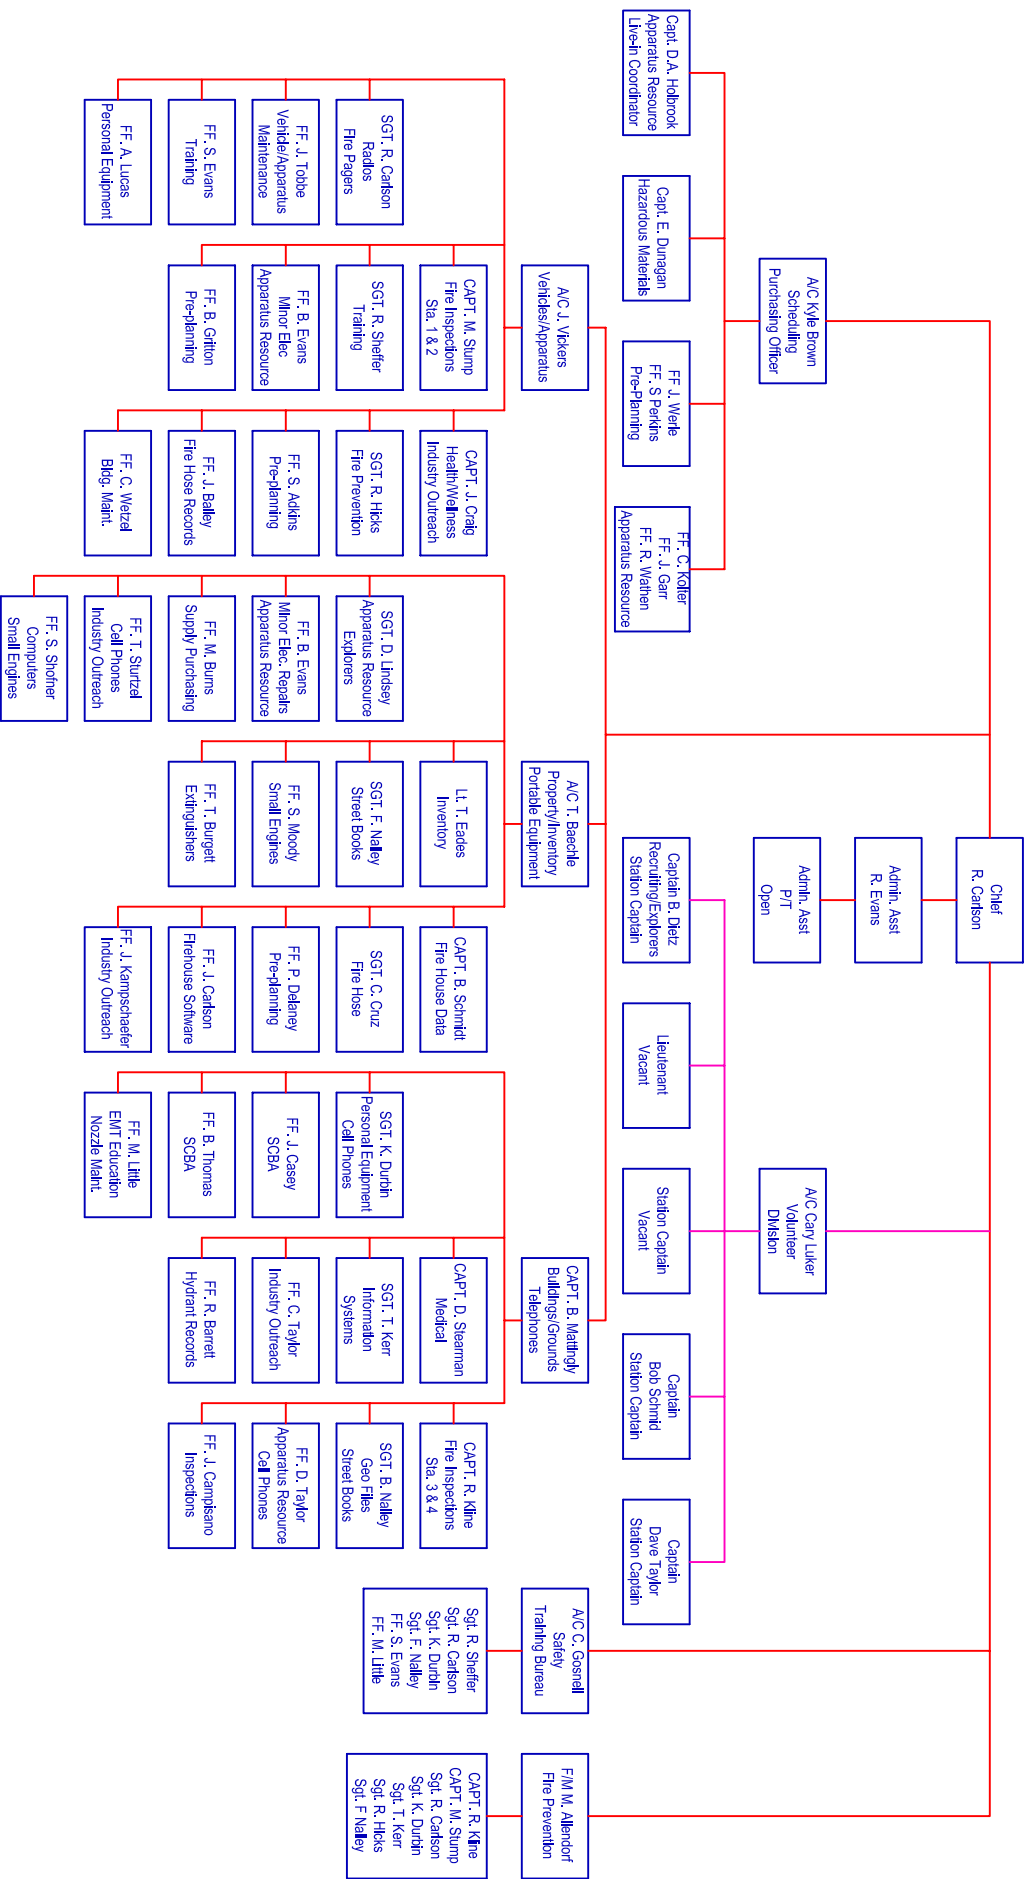 Chief
R. Carlson
Admin. Asst
R. Evans
Admin. Asst
P/T
Open
A/C Kyle Brown
Scheduling
Purchasing Officer
A/C Cary Luker
Volunteer
Division
Capt. D.A. Holbrook
Apparatus Resource
Live-in Coordinator
Capt. E. Dunagan
Hazardous Materials
FF J. Werle
FF. S Perkins
Pre-Planning
FF. C. Kolter
FF. J. Garr
FF. R. Wathen
Apparatus Resource
Captain B. Dietz
Recruiting/Explorers
Station Captain
Lieutenant
Vacant
Station Captain
Vacant
Captain
Bob Schmid
Station Captain
Captain
Dave Taylor
Station Captain
A/C J. Vickers
Vehicles/Apparatus
A/C T. Baechle
Property/Inventory
Portable Equipment
CAPT. B. Mattingly
Buildings/Grounds
Telephones
A/C C. Gosnell
Safety
Training Bureau
F/M M. Allendorf
Fire Prevention
CAPT. M. Stump
Fire Inspections
Sta. 1 & 2
CAPT. J. Craig
Health/Wellness
Industry Outreach
Lt. T. Eades
Inventory
CAPT. B. Schmidt
Fire House Data
CAPT. D. Stearman
Medical
CAPT. R. Kline
Fire Inspections
Sta. 3 & 4
Sgt. R. Sheffer
Sgt. R. Carlson
Sgt. K. Durbin
Sgt. F. Nalley
FF. S. Evans
FF. M. Little
CAPT. R. Kline
CAPT. M. Stump
Sgt. R. Carlson
Sgt. K. Durbin
Sgt. T. Kerr
Sgt. R. Hicks
Sgt. F Nalley
SGT. R. Carlson
Radios
Fire Pagers
SGT. R. Sheffer
Training
SGT. R. Hicks
Fire Prevention
SGT. D. Lindsey
Apparatus Resource
Explorers
SGT. F. Nalley
Street Books
SGT. C. Cruz
Fire Hose
SGT. K. Durbin
Personal Equipment
Cell Phones
SGT. T. Kerr
Information
Systems
SGT. B. Nalley
Geo Files
Street Books
FF. J. Tobbe
Vehicle/Apparatus
Maintenance
FF. B. Evans
Minor Elec
Apparatus Resource
FF. S. Adkins
Pre-planning
FF. B. Evans
Minor Elec. Repairs
Apparatus Resource
FF. S. Moody
Small Engines
FF. P. Delaney
Pre-planning
FF. J. Casey
SCBA
FF. C. Taylor
Industry Outreach
FF. D. Taylor
Apparatus Resource
Cell Phones
FF. S. Evans
Training
FF. B. Gritton
Pre-planning
FF. J. Balley
Fire Hose Records
FF. M. Burns
Supply Purchasing
FF. T. Burgett
Extinguishers
FF. J. Carlson
Firehouse Software
FF. B. Thomas
SCBA
FF. R. Barrett
Hydrant Records
FF. J. Campisano
Inspections
FF. A. Lucas
Personal Equipment
FF. C. Wetzel
Bldg. Maint.
FF. T. Sturtzel
Cell Phones
Industry Outreach
FF. J. Kampschaefer
Industry Outreach
FF. M. Little
EMT Education
Nozzle Maint.
FF. S. Shofner
Computers
Small Engines